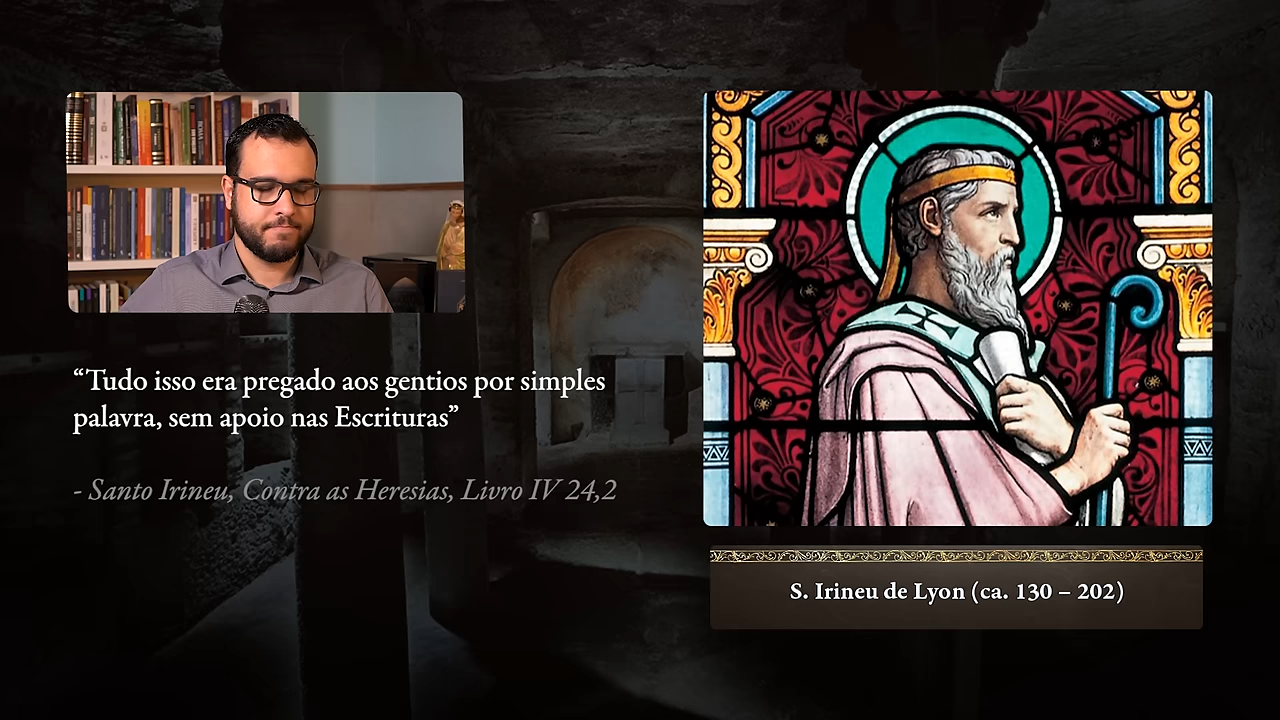 “Tudo isso era pregado aos gentios por simples
palavra, sem apoio nas Escrituras”
- Santo Irineu, Contra as Heresias, Livro IV 24,2
S. Irineu de Lyon (ca. 130 – 202)